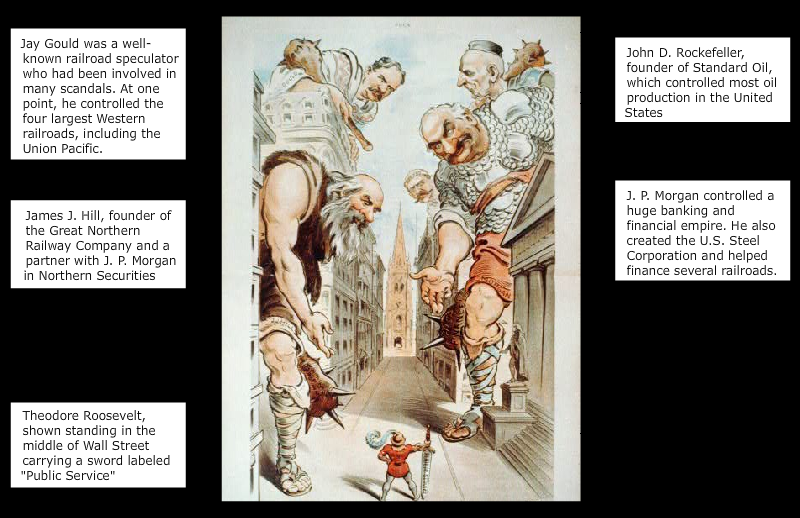 Jay Gould was a well-
known railroad speculator
who had been involved in
many scandals. At one
point, he controlled the
four largest Western
railroads, including the
Union Pacific.
James J. Hill, founder of
the Great Northern
Railway Company and a
partner with J. P. Morgan
in Northern Securities
Theodore Roosevelt,
shown standing in the
middle of Wall Street
carrying a sword labeled
"Public Service"
John D. Rockefeller,
founder of Standard Oil,
which controlled most oil
production in the United
States
J. P. Morgan controlled a
huge banking and
financial empire. He also
created the U.S. Steel
Corporation and helped
finance several railroads.